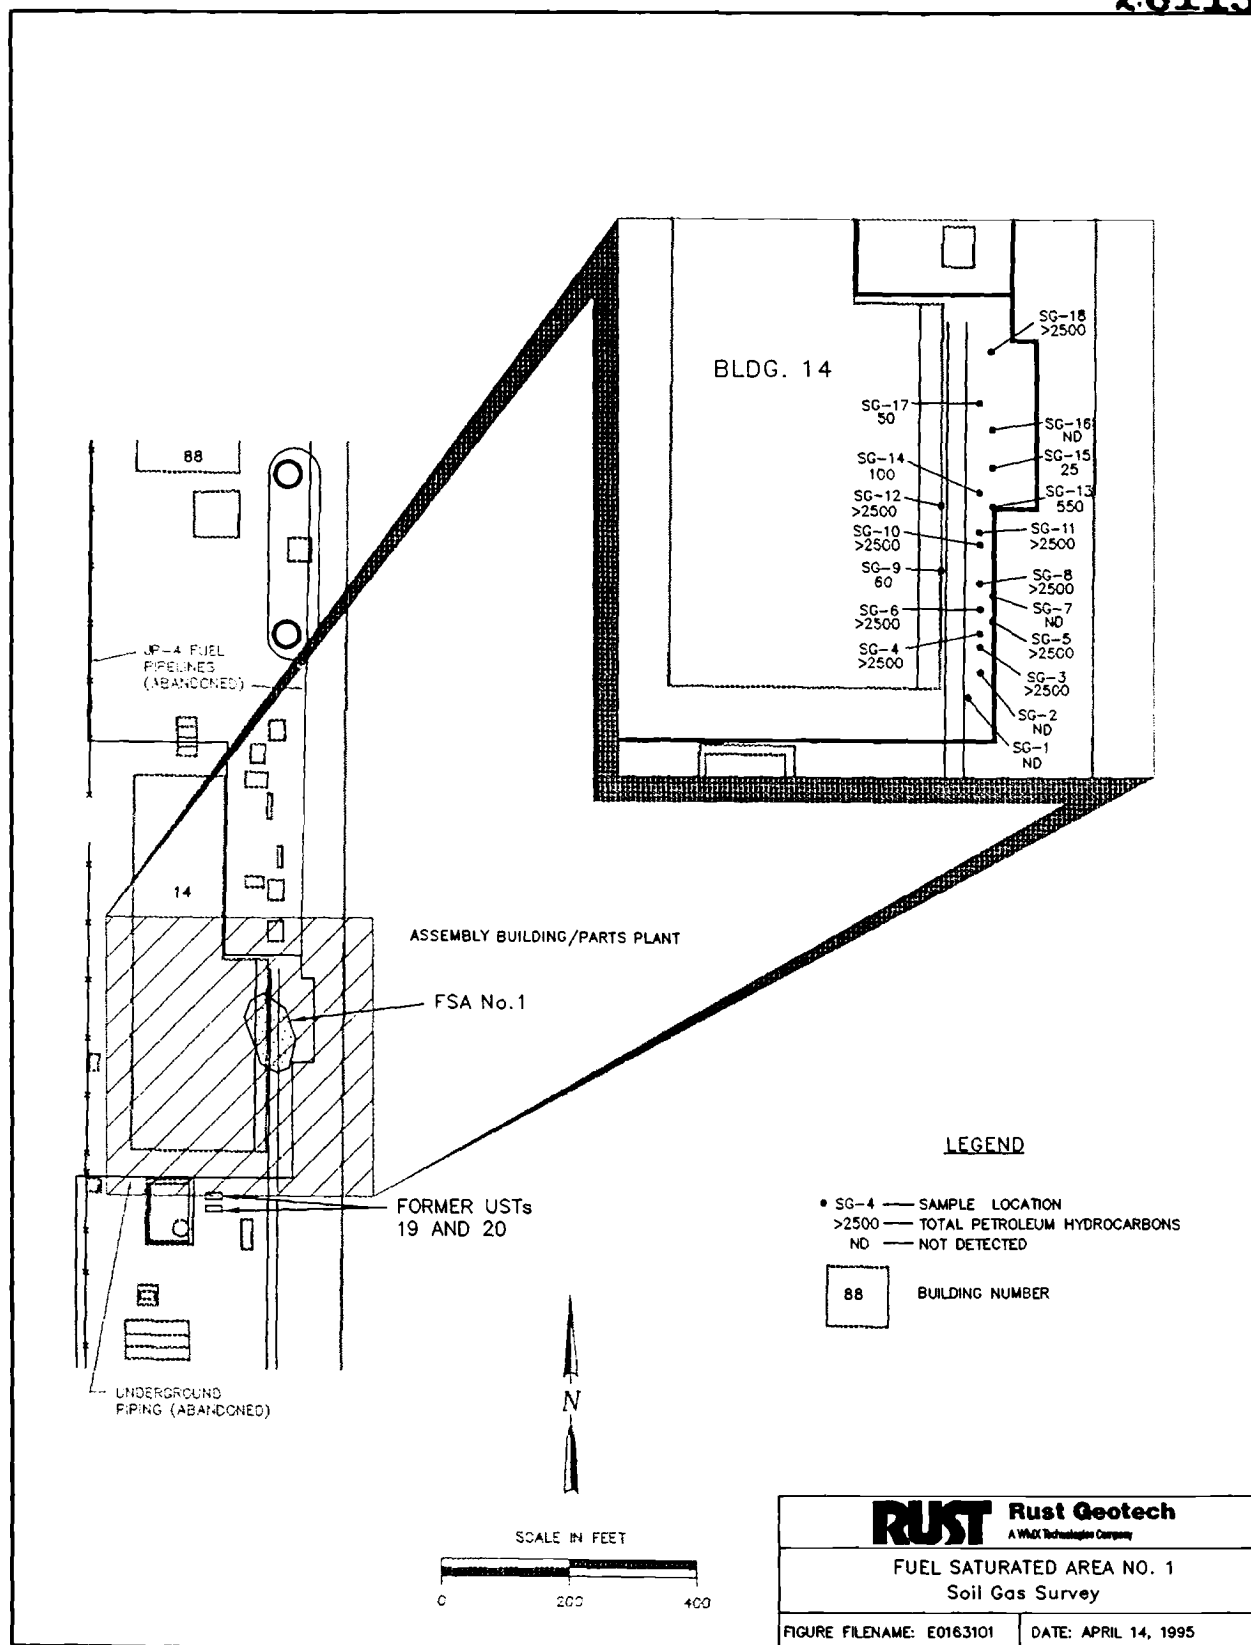 BLDG. 14
SG-18
>2500
SG-17
50
SG-16
ND
SG-15
25
SG-14
100
SG-13
550
SG-12
>2500
SG-11
>2500
SG-10
>2500
SG-9
60
SG-8
>2500
SG-7
ND
SG-6
>2500
SG-5
>2500
SG-4
>2500
SG-3
>2500
SG-2
ND
SG-1
ND
88
JP-4 FUEL
PIPELINES
(ABANDONED)
14
ASSEMBLY BUILDING/PARTS PLANT
FSA No.1
FORMER USTs
19 AND 20
UNDERGROUND
PIPING (ABANDONED)
LEGEND
SG-4 — SAMPLE LOCATION
>2500 — TOTAL PETROLEUM HYDROCARBONS
ND — NOT DETECTED
88 BUILDING NUMBER
N
SCALE IN FEET
0 200 400
RUST Rust Geotech
A WMX Technologies Company
FUEL SATURATED AREA NO. 1
Soil Gas Survey
FIGURE FILENAME: E0163101 DATE: APRIL 14, 1995